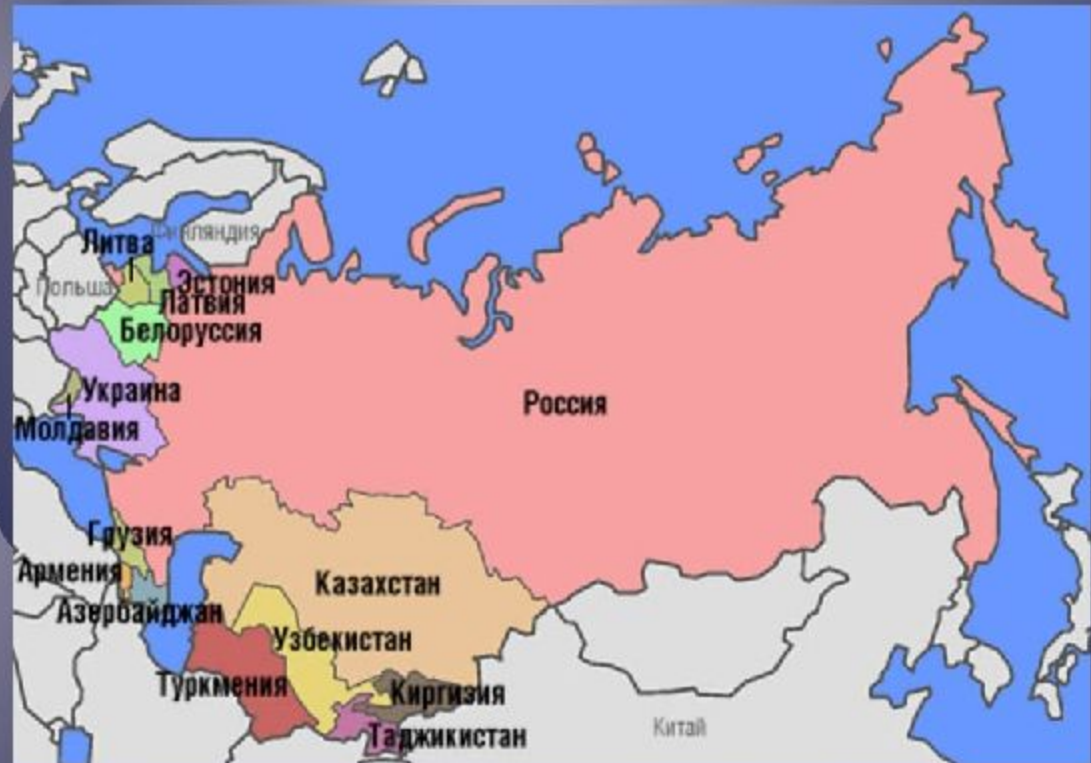 Финляндия
Литва
Польша
Эстония
Латвия
Белоруссия
Украина
Россия
Молдавия
Грузия
Армения
Казахстан
Азербайджан
Узбекистан
Туркмения
Киргизия
Таджикистан
Китай